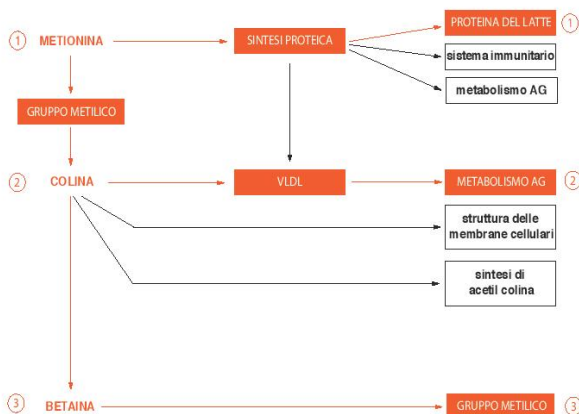 PROTEINA DEL LATTE
1
1 METIONINA
SINTESI PROTEICA
sistema immunitario
metabolismo AG
GRUPPO METILICO
2 COLINA
VLDL
METABOLISMO AG
2
struttura delle
membrane cellulari
sintesi di
acetil colina
3 BETAINA
GRUPPO METILICO
3